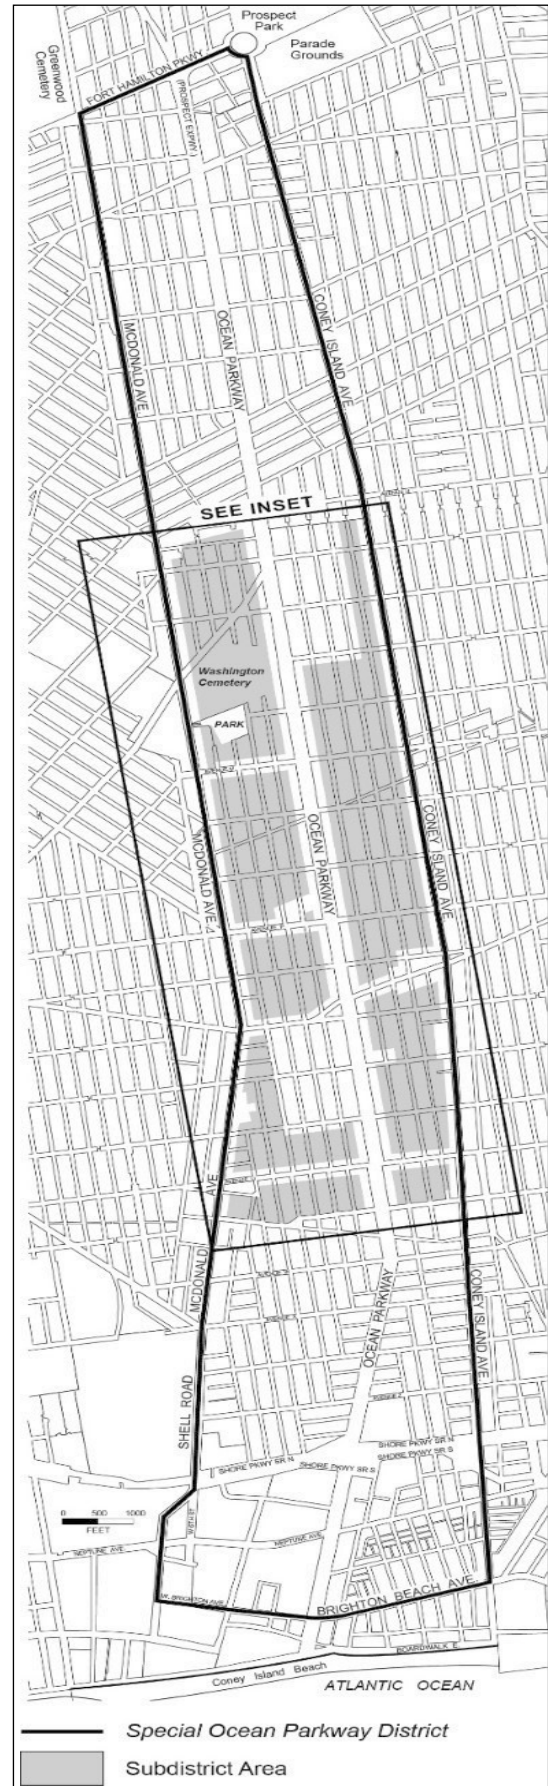 Prospect
Park
Parade
Grounds
Greenwood
Cemetery
FORT HAMILTON PKWY
(PROSPECT EXPWY)
OCEAN PARKWAY
MCDONALD AVE
CONEY ISLAND AVE
SEE INSET
Washington
Cemetery
PARK
OCEAN PARKWAY
MCDONALD AVE
CONEY ISLAND AVE
MCDONALD AVE
OCEAN PARKWAY
CONEY ISLAND AVE
SHELL ROAD
SHORE PKWY SR N
SHORE PKWY SR S
SHORE PKWY SR N
SHORE PKWY SR S
0 500 1000
FEET
NEPTUNE AVE
NEPTUNE AVE
W. BRIGHTON AVE
BRIGHTON BEACH AVE
BOARDWALK E
Coney Island Beach
ATLANTIC OCEAN
Special Ocean Parkway District
Subdistrict Area